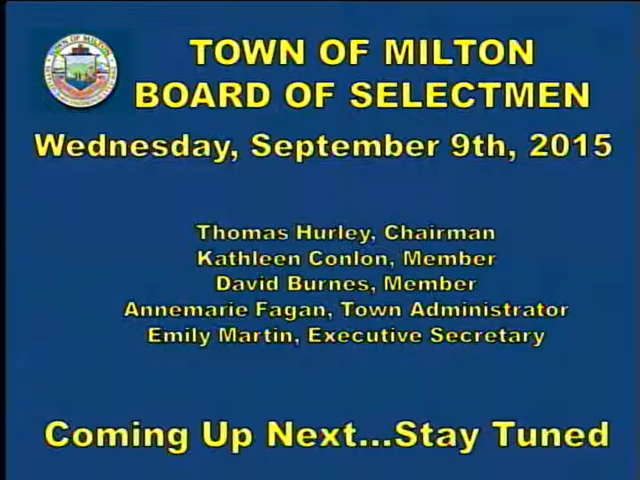 TOWN OF MILTON
BOARD OF SELECTMEN
Wednesday, September 9th, 2015
Thomas Hurley, Chairman
Kathleen Conlon, Member
David Burnes, Member
Annemarie Fagan, Town Administrator
Emily Martin, Executive Secretary
Coming Up Next...Stay Tuned